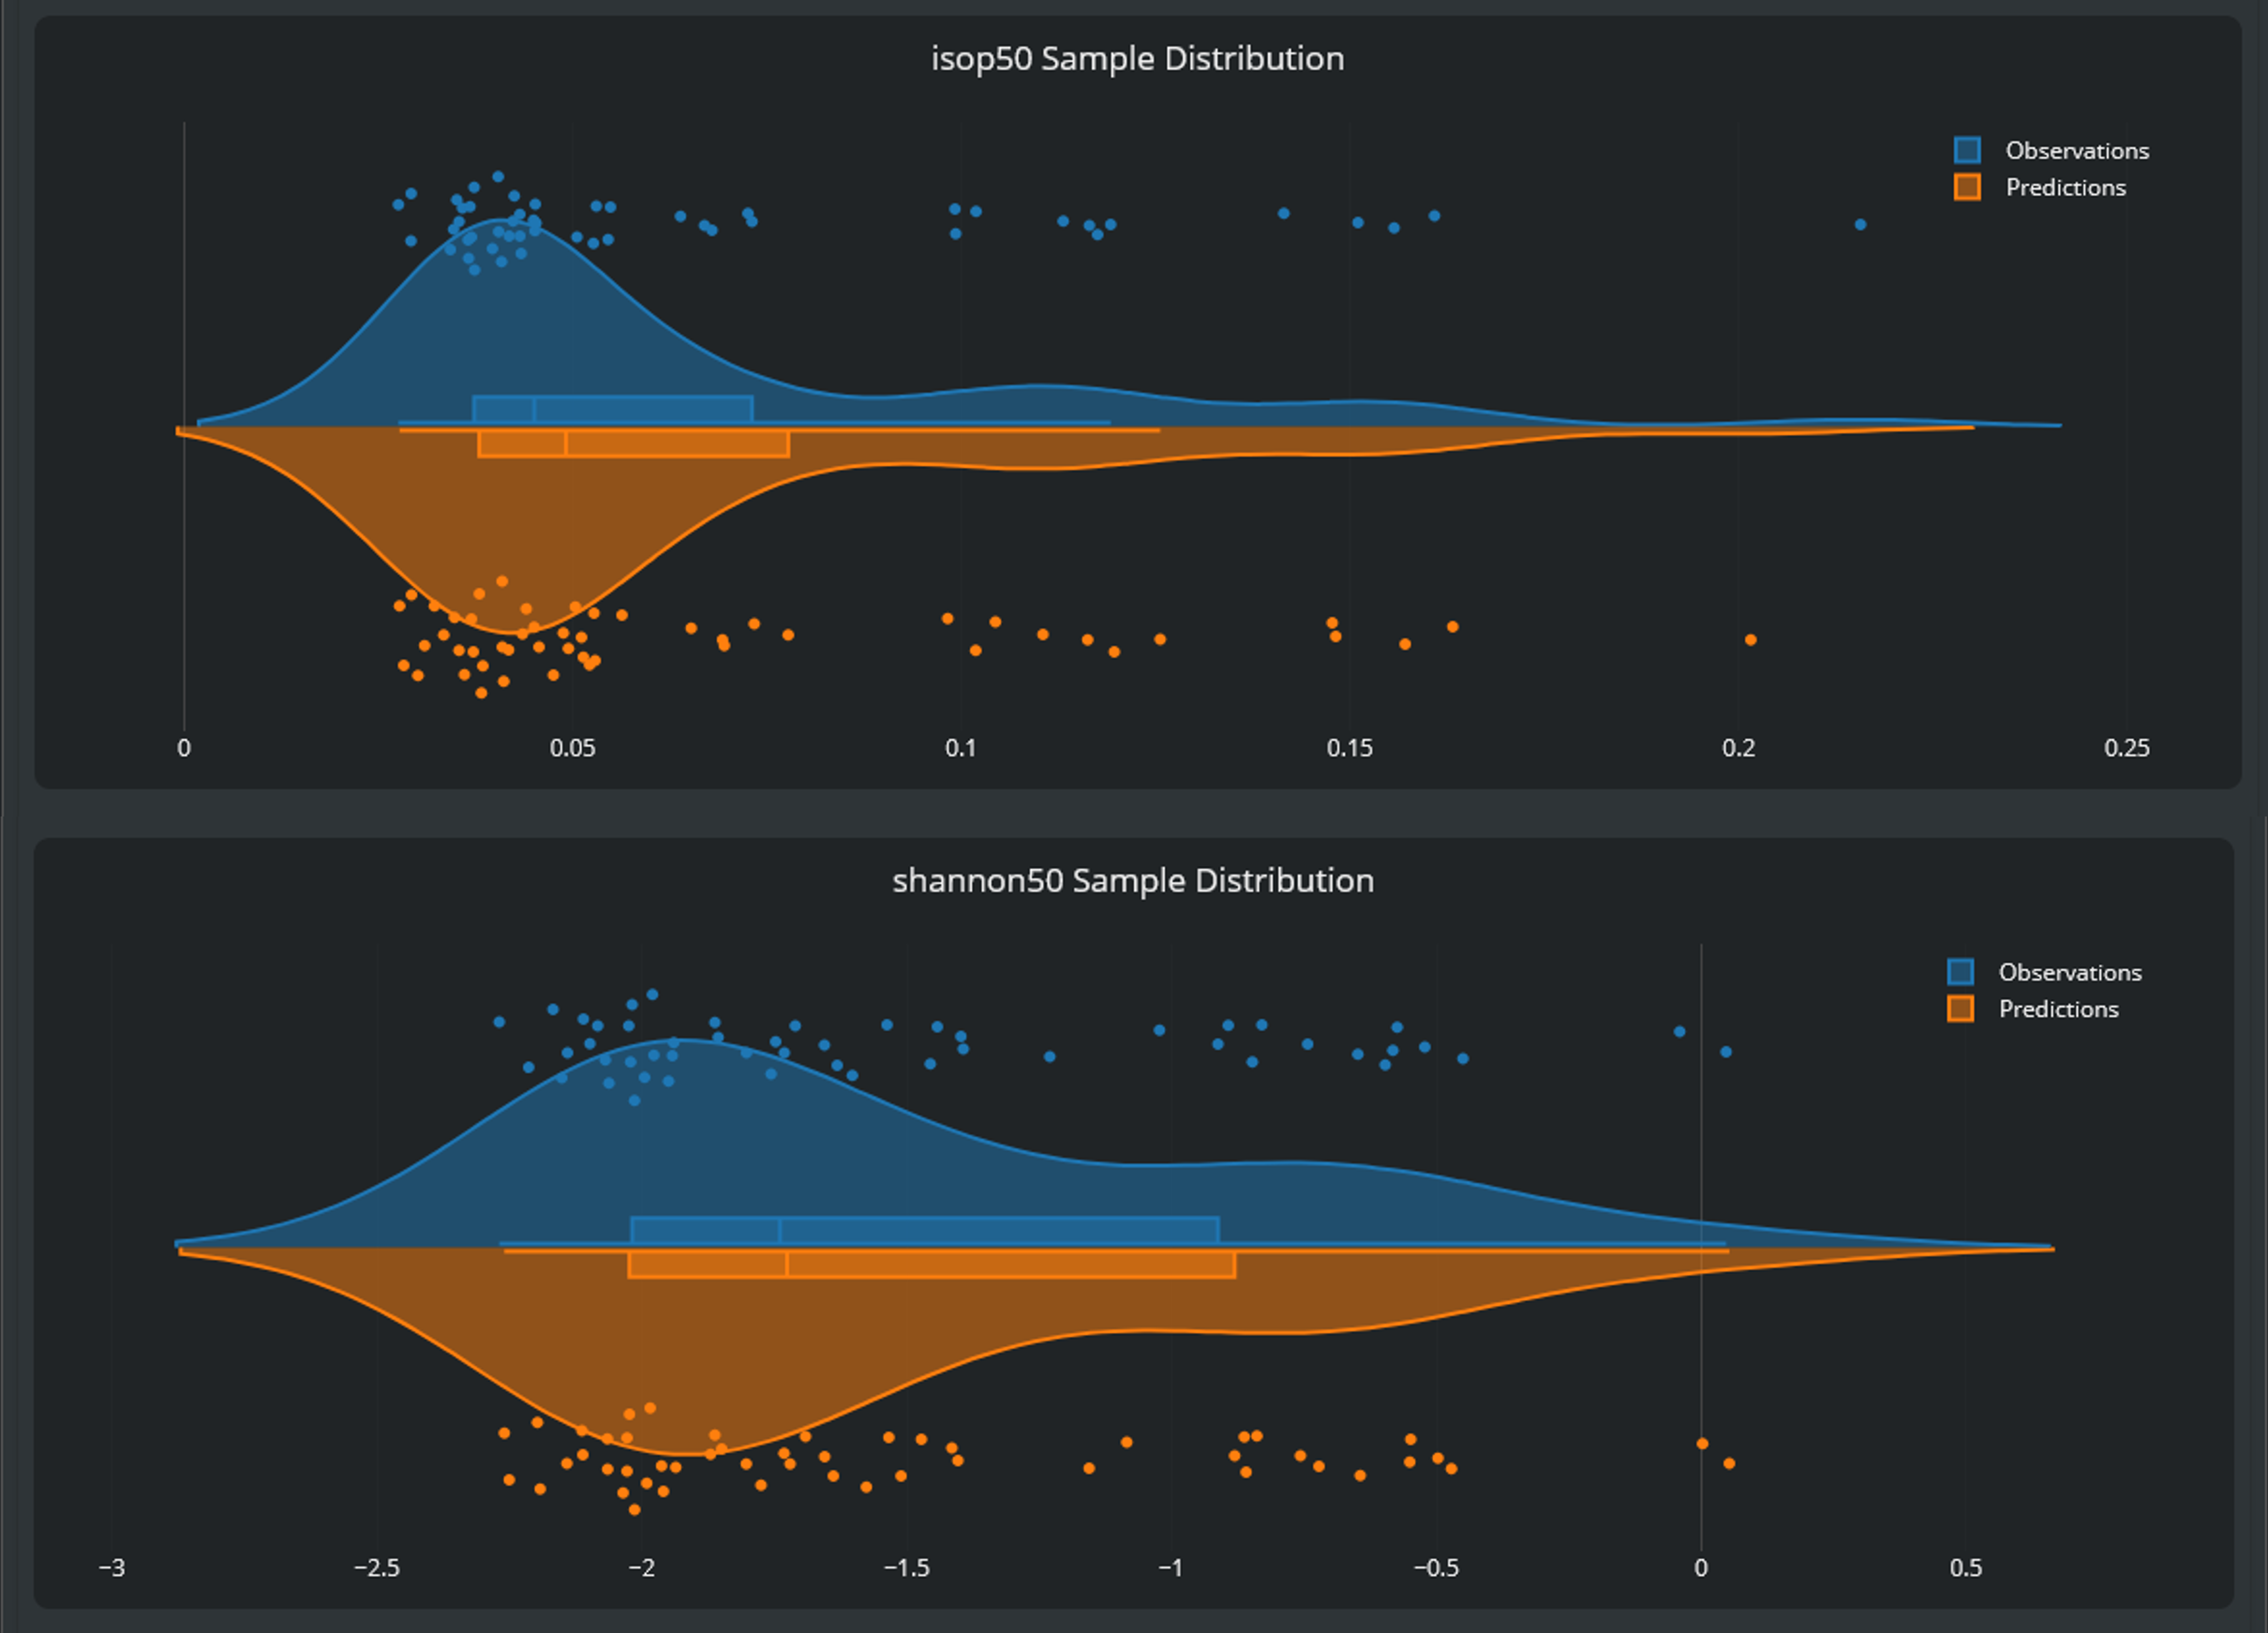 isop50 Sample Distribution
Observations
Predictions
0 0.05 0.1 0.15 0.2 0.25
shannon50 Sample Distribution
Observations
Predictions
−3 −2.5 −2 −1.5 −1 −0.5 0 0.5